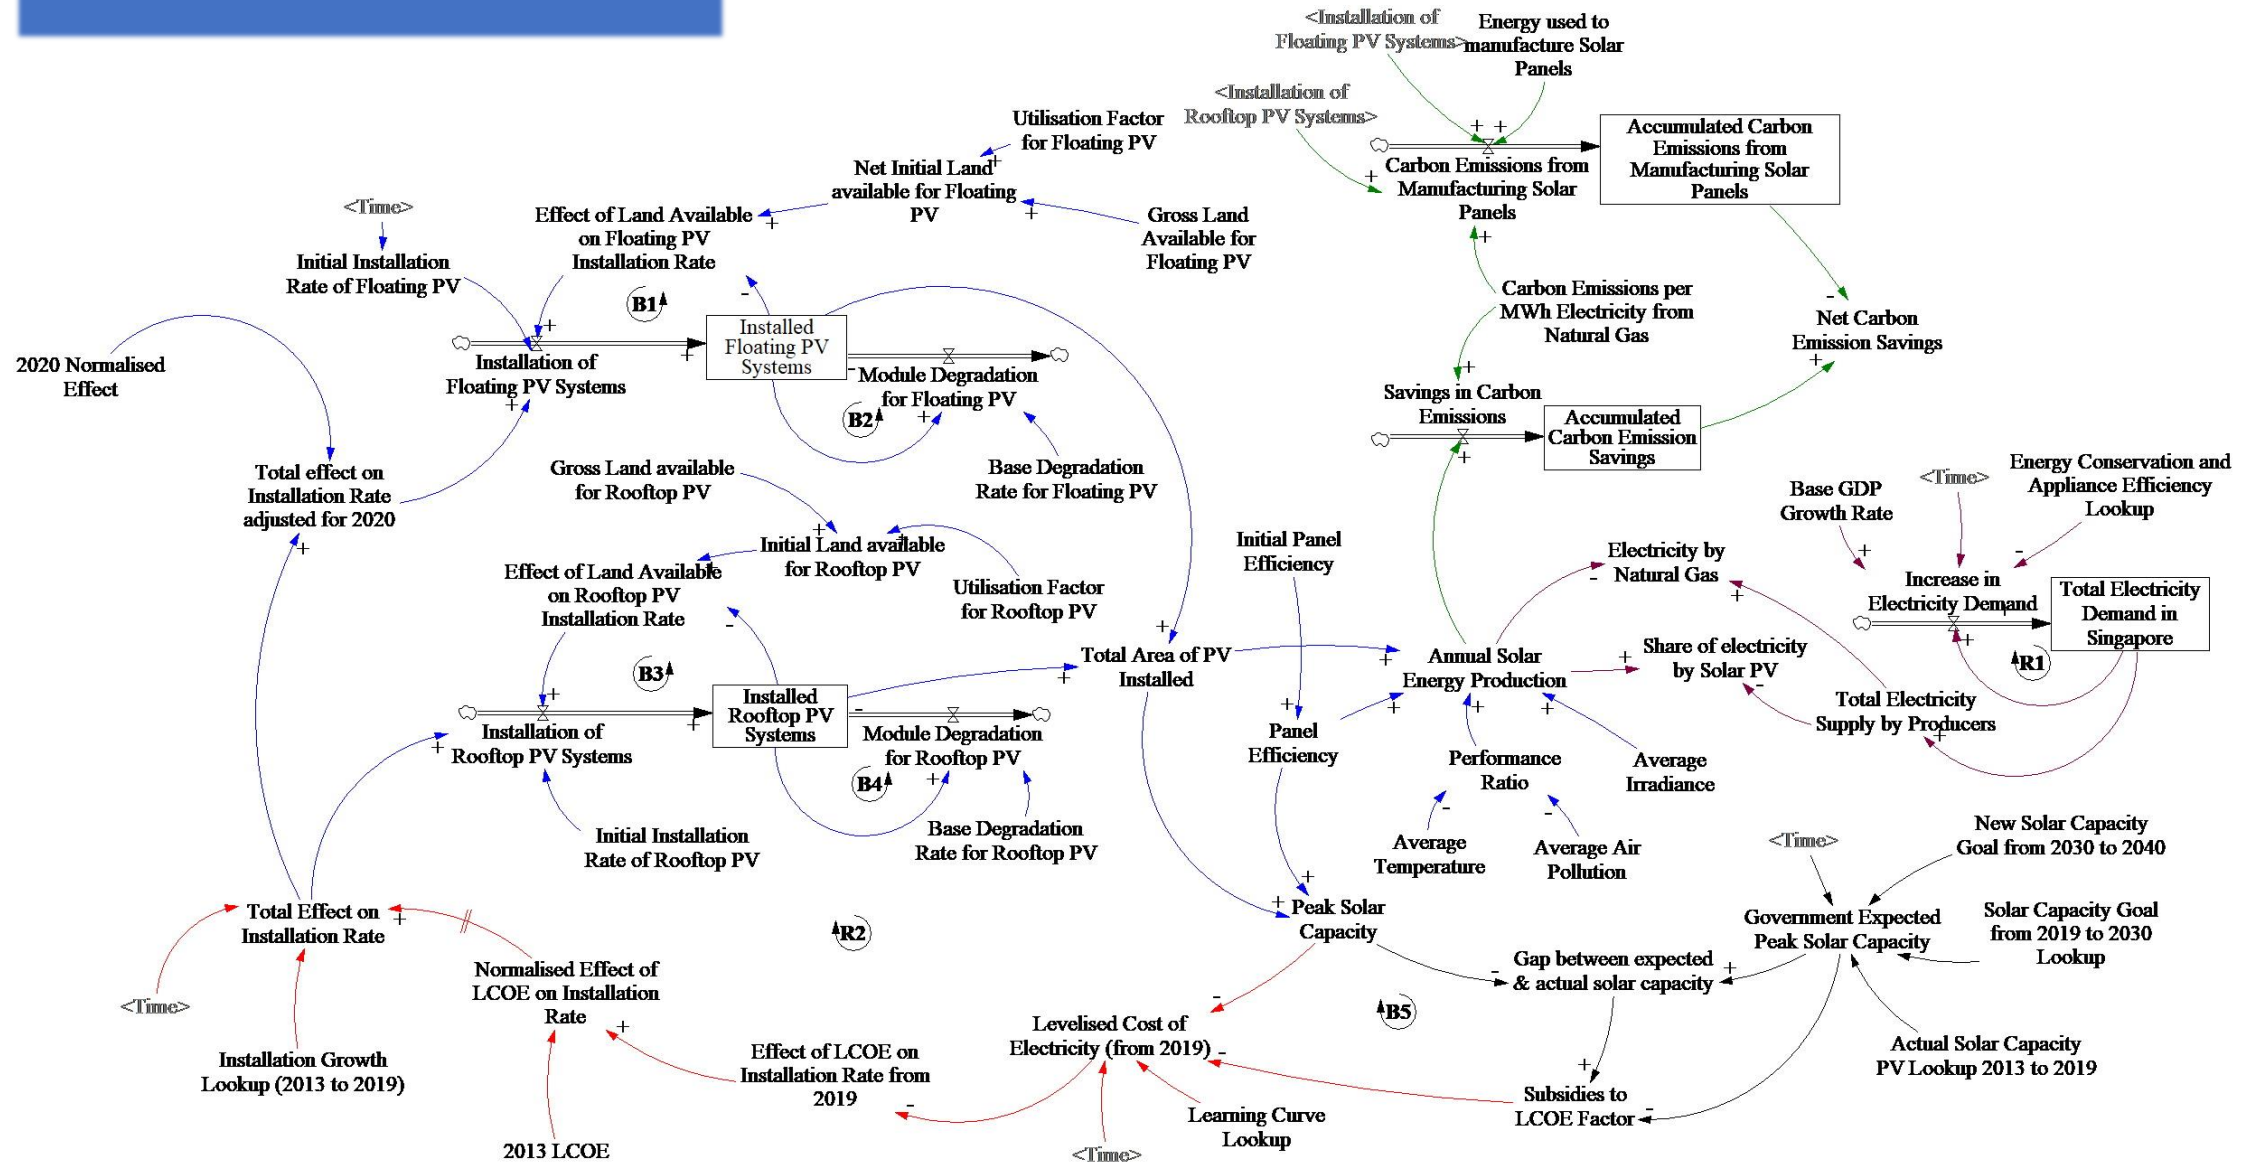 <Installation of
Floating PV Systems>
Energy used to
manufacture Solar
Panels
<Installation of
Rooftop PV Systems>
Utilisation Factor
for Floating PV
+ +
Accumulated Carbon
Emissions from
Manufacturing Solar
Panels
Carbon Emissions from
Manufacturing Solar
Panels
+
+
Net Initial Land
available for Floating
PV
+
+
Gross Land
Available for
Floating PV
<Time>
Effect of Land Available
on Floating PV
Installation Rate
+
-
Initial Installation
Rate of Floating PV
B1
Carbon Emissions per
MWh Electricity from
Natural Gas
-
Net Carbon
Emission Savings
+
2020 Normalised
Effect
+
Installation of
Floating PV Systems
+
+
Installed
Floating PV
Systems
-
Module Degradation
for Floating PV
+
B2
Base Degradation
Rate for Floating PV
+
Savings in Carbon
Emissions
+
Accumulated
Carbon Emission
Savings
Total effect on
Installation Rate
adjusted for 2020
+
Gross Land available
for Rooftop PV
+
+
Initial Land available
for Rooftop PV
Utilisation Factor
for Rooftop PV
Effect of Land Available
on Rooftop PV
Installation Rate
+
-
B3
Initial Panel
Efficiency
<Time>
Energy Conservation and
Appliance Efficiency
Lookup
Base GDP
Growth Rate
+
-
Increase in
Electricity Demand
+
+
Total Electricity
Demand in
Singapore
R1
Electricity by
Natural Gas
-
+
Share of electricity
by Solar PV
+
-
Total Electricity
Supply by Producers
+
+
Total Area of PV
Installed
+
+
Annual Solar
Energy Production
+
+
+
+
Panel
Efficiency
Performance
Ratio
Average
Irradiance
-
-
Average
Temperature
Average Air
Pollution
+
Installation of
Rooftop PV Systems
+
+
Installed
Rooftop PV
Systems
-
Module Degradation
for Rooftop PV
+
B4
Initial Installation
Rate of Rooftop PV
Base Degradation
Rate for Rooftop PV
<Time>
New Solar Capacity
Goal from 2030 to 2040
Total Effect on
Installation Rate
+
R2
+
+
Peak Solar
Capacity
Government Expected
Peak Solar Capacity
Solar Capacity Goal
from 2019 to 2030
Lookup
<Time>
Normalised Effect of
LCOE on Installation
Rate
+
-
Gap between expected
& actual solar capacity
+
B5
-
Levelised Cost of
Electricity (from 2019)
-
Actual Solar Capacity
PV Lookup 2013 to 2019
Installation Growth
Lookup (2013 to 2019)
Effect of LCOE on
Installation Rate from
2019
-
+
Subsidies to
LCOE Factor
-
Learning Curve
Lookup
2013 LCOE
<Time>